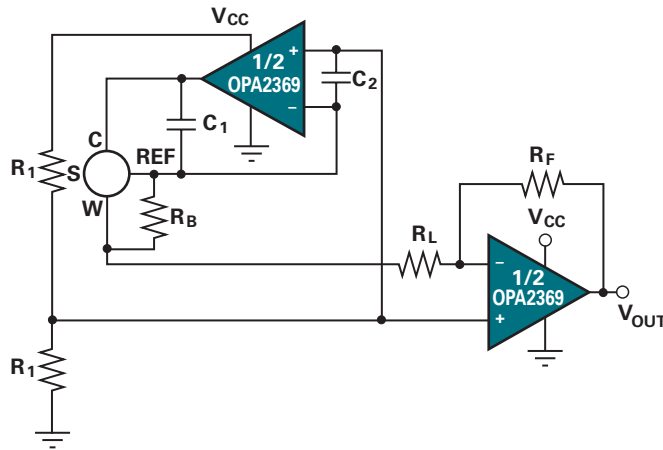 VCC
+
1/2
OPA2369
−
C2
C1
C
REF
R1
S
W
RB
RF
RL
VCC
−
1/2
OPA2369
+
VOUT
R1